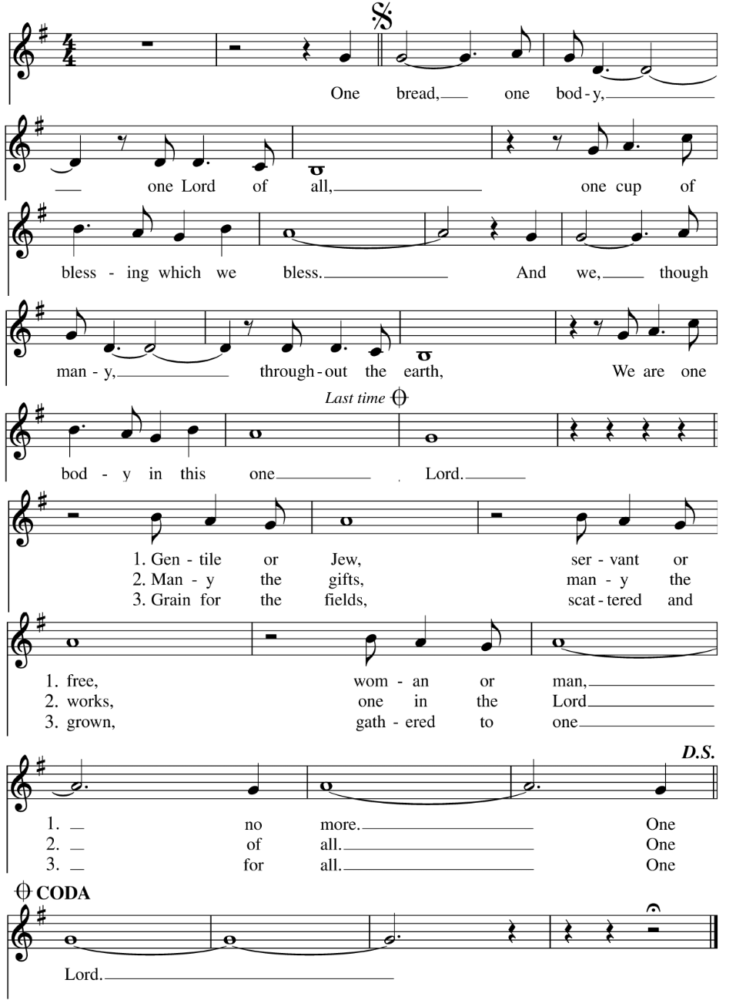 4 4 One bread, one bod-y,
one Lord of all, one cup of
bless - ing which we bless. And we, though
man - y, through-out the earth, We are one
Last time
bod - y in this one Lord.
1. Gen - tile or Jew, ser - vant or
2. Man - y the gifts, man - y the
3. Grain for the fields, scat - tered and
1. free, wom - an or man,
2. works, one in the Lord
3. grown, gath - ered to one
D.S.
1. no more. One
2. of all. One
3. for all. One
CODA
Lord.